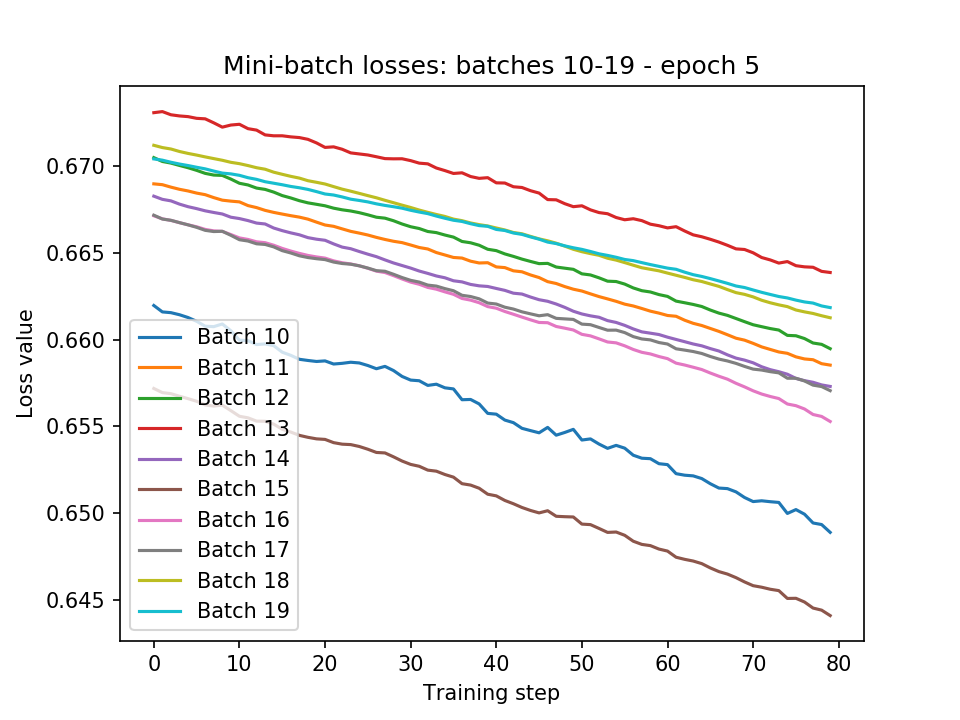 Mini-batch losses: batches 10-19 - epoch 5
Loss value
0.670
0.665
0.660
0.655
0.650
0.645
Batch 10
Batch 11
Batch 12
Batch 13
Batch 14
Batch 15
Batch 16
Batch 17
Batch 18
Batch 19
0 10 20 30 40 50 60 70 80
Training step